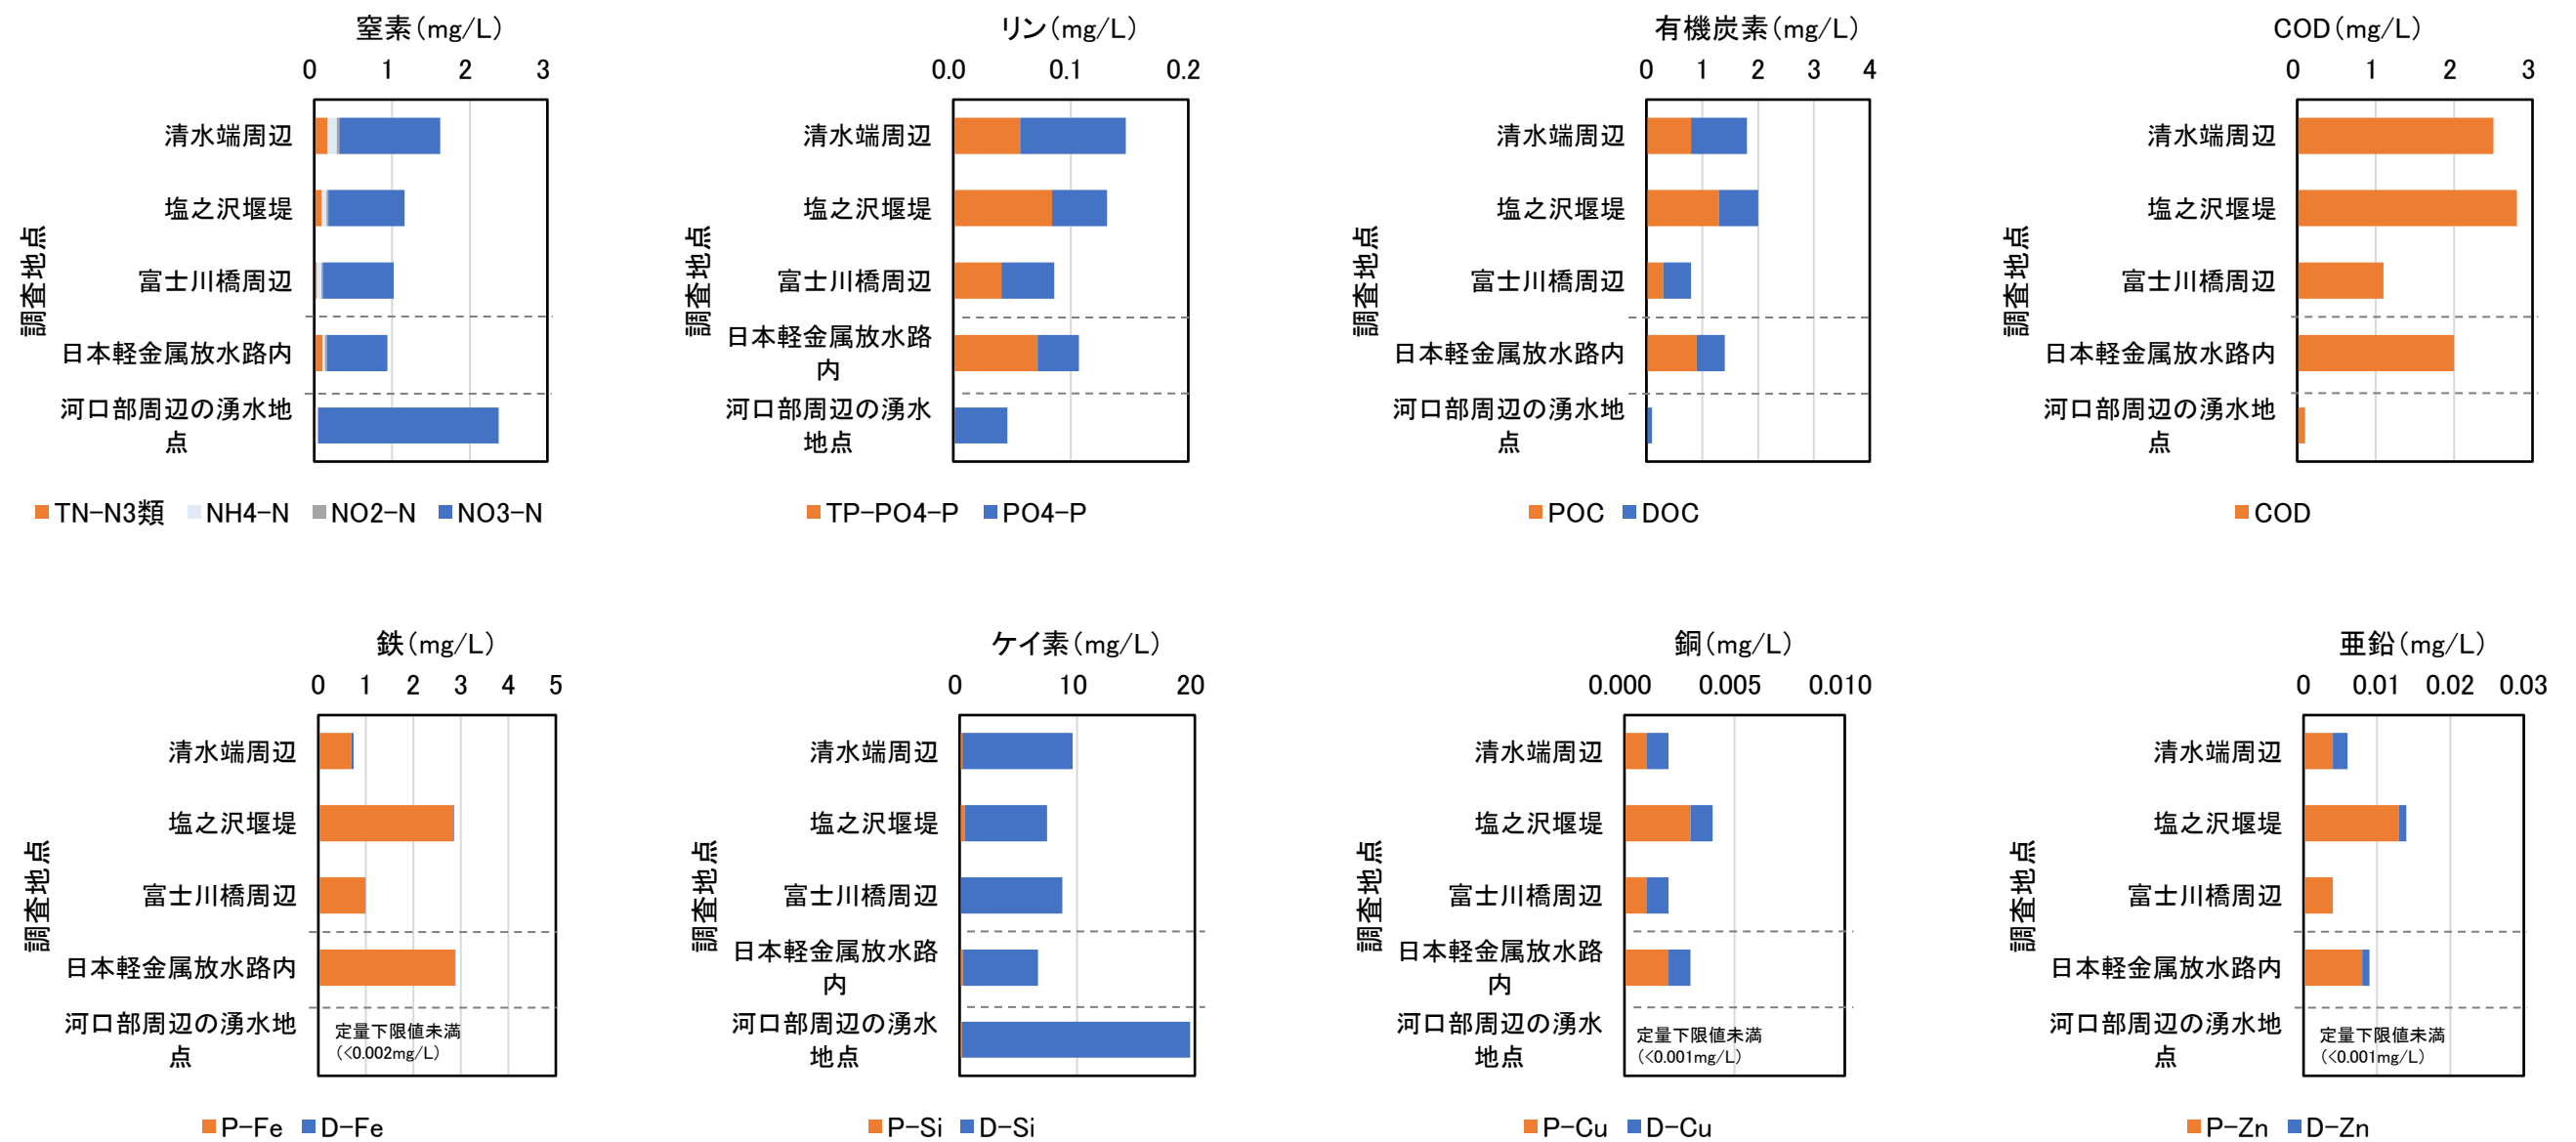 窒素(mg/L)
0 1 2 3
調査地点
清水端周辺
塩之沢堰堤
富士川橋周辺
日本軽金属放水路内
河口部周辺の湧水地
点
TN-N3類 NH4-N NO2-N NO3-N
リン(mg/L)
0.0 0.1 0.2
調査地点
清水端周辺
塩之沢堰堤
富士川橋周辺
日本軽金属放水路
内
河口部周辺の湧水
地点
TP-PO4-P PO4-P
有機炭素(mg/L)
0 1 2 3 4
調査地点
清水端周辺
塩之沢堰堤
富士川橋周辺
日本軽金属放水路内
河口部周辺の湧水地
点
POC DOC
COD(mg/L)
0 1 2 3
調査地点
清水端周辺
塩之沢堰堤
富士川橋周辺
日本軽金属放水路内
河口部周辺の湧水地
点
COD
鉄(mg/L)
0 1 2 3 4 5
調査地点
清水端周辺
塩之沢堰堤
富士川橋周辺
日本軽金属放水路内
河口部周辺の湧水地
点
定量下限値未満
(<0.002mg/L)
P-Fe D-Fe
ケイ素(mg/L)
0 10 20
調査地点
清水端周辺
塩之沢堰堤
富士川橋周辺
日本軽金属放水路
内
河口部周辺の湧水
地点
P-Si D-Si
銅(mg/L)
0.000 0.005 0.010
調査地点
清水端周辺
塩之沢堰堤
富士川橋周辺
日本軽金属放水路
内
河口部周辺の湧水
地点
定量下限値未満
(<0.001mg/L)
P-Cu D-Cu
亜鉛(mg/L)
0 0.01 0.02 0.03
調査地点
清水端周辺
塩之沢堰堤
富士川橋周辺
日本軽金属放水路内
河口部周辺の湧水地
点
定量下限値未満
(<0.001mg/L)
P-Zn D-Zn